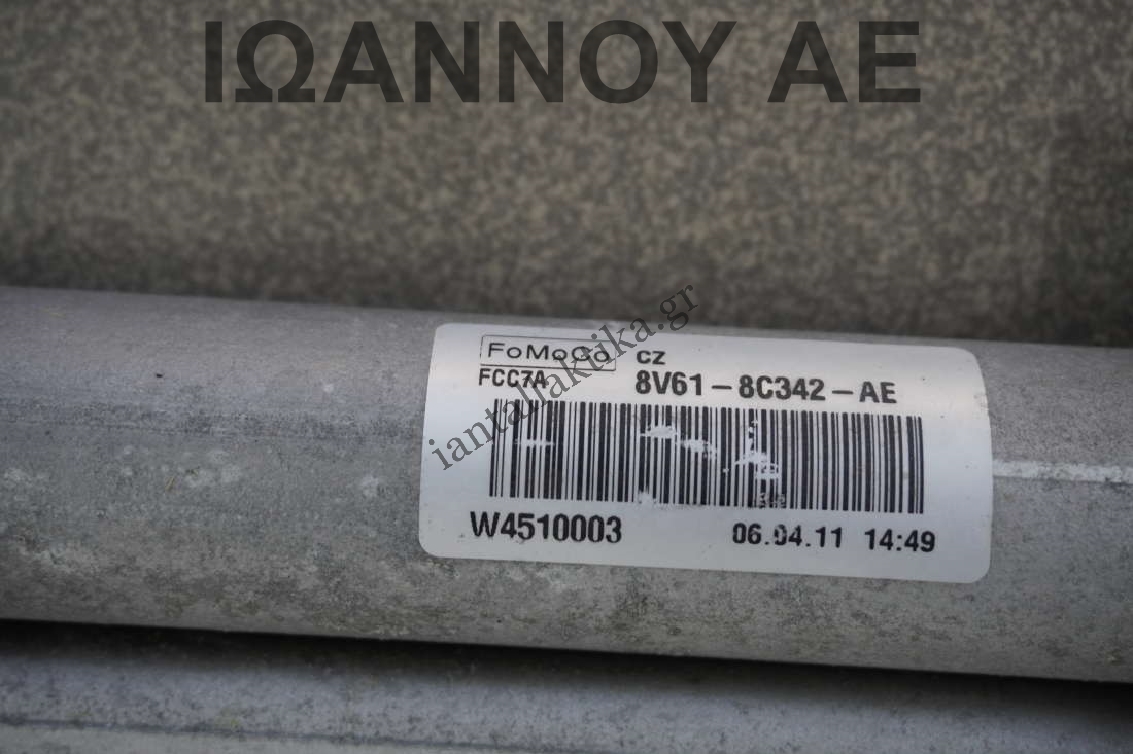 ΙΩΑΝΝΟΥ ΑΕ
iantallaktika.gr
FoMoCo CZ
FCC7A 8V61-8C342-AE
W4510003 06.04.11 14:49